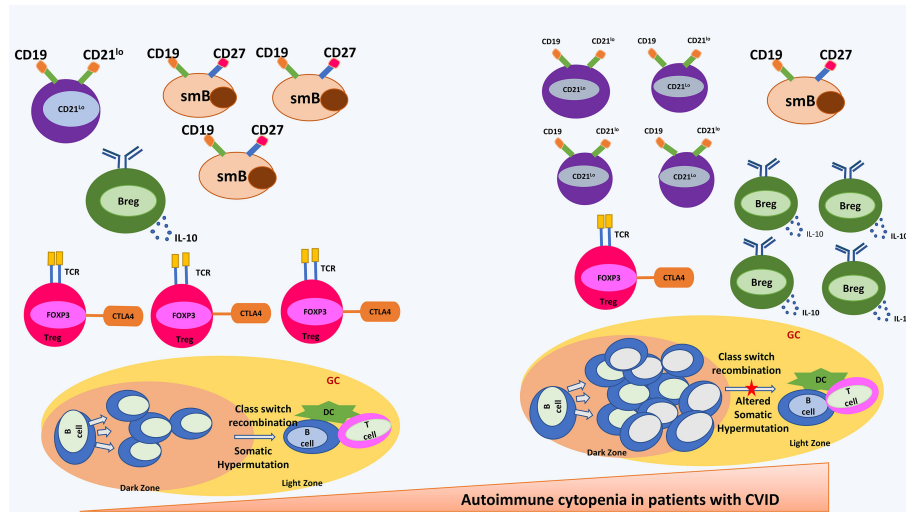 CD19 CD21lo
CD21Lo
CD19 CD27
smB
CD19 CD27
smB
CD19 CD27
smB
Breg
IL-10
TCR
FOXP3
Treg
CTLA4
TCR
FOXP3
Treg
CTLA4
TCR
FOXP3
Treg
CTLA4
GC
B
cell
Class switch
recombination
Somatic
Hypermutation
DC
B
cell
T
cell
Dark Zone
Light Zone
CD19 CD21lo
CD21Lo
CD19 CD21lo
CD21Lo
CD19 CD27
smB
CD19 CD21lo
CD21Lo
CD19 CD21lo
CD21Lo
Breg
IL-10
Breg
IL-10
Breg
IL-10
Breg
IL-1
TCR
FOXP3
Treg
CTLA4
GC
B
cell
Class switch
recombination
Altered
Somatic
Hypermutation
DC
B
cell
T
cell
Dark Zone
Light Zone
Autoimmune cytopenia in patients with CVID